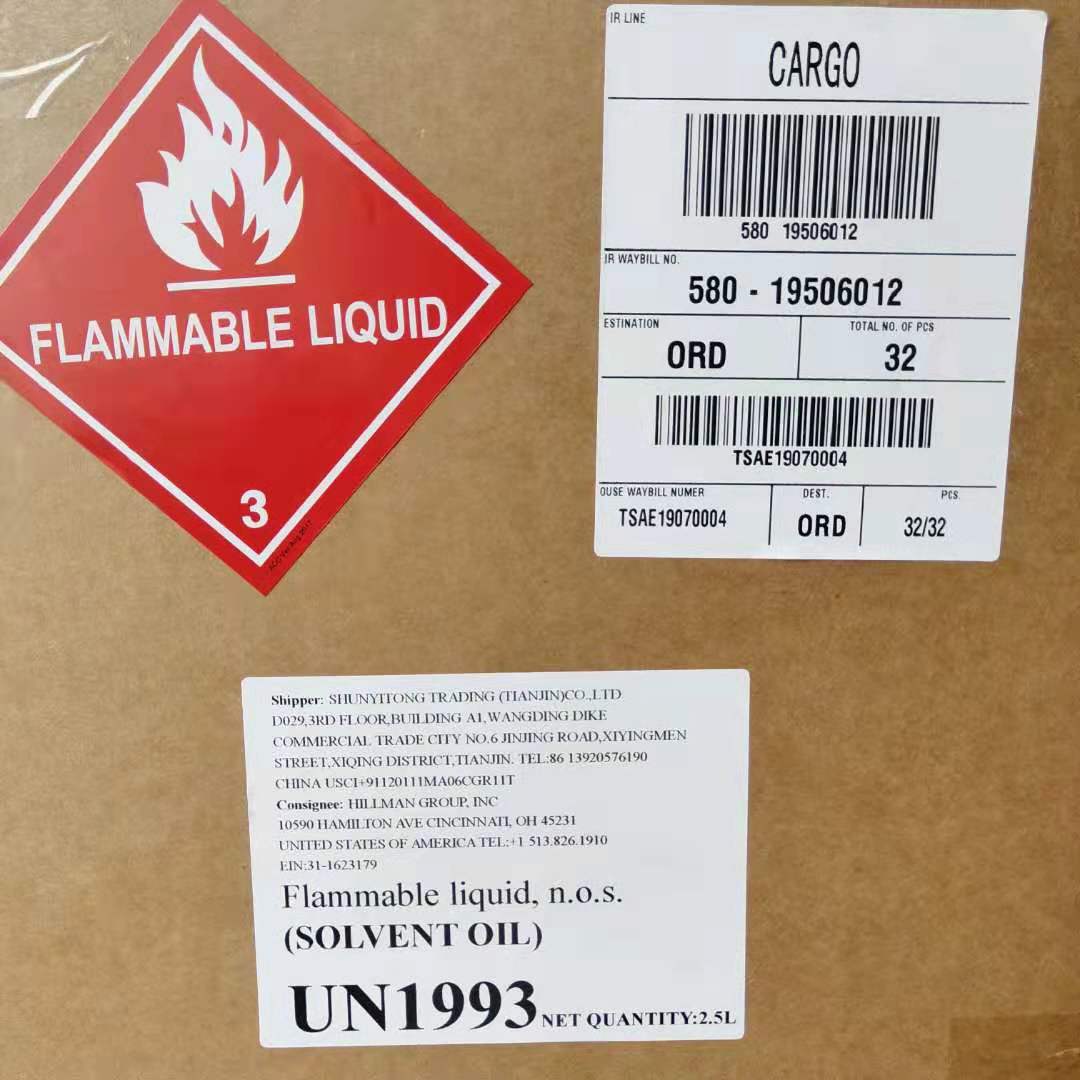 FLAMMABLE LIQUID
3
IR LINE
CARGO
580 19506012
IR WAYBILL NO.
580 - 19506012
ESTINATION
TOTAL NO. OF PCS
ORD
32
TSAE19070004
OUSE WAYBILL NUMER
DEST.
PCS.
TSAE19070004
ORD
32/32
Shipper: SHUNYITONG TRADING (TIANJIN)CO.,LTD
D029,3RD FLOOR,BUILDING A1,WANGDING DIKE
COMMERCIAL TRADE CITY NO.6 JINJING ROAD,XIYINGMEN
STREET,XIQING DISTRICT,TIANJIN. TEL:86 13920576190
CHINA USCI+91120111MA06CGR11T
Consignee: HILLMAN GROUP, INC
10590 HAMILTON AVE CINCINNATI, OH 45231
UNITED STATES OF AMERICA TEL:+1 513.826.1910
EIN:31-1623179
Flammable liquid, n.o.s.
(SOLVENT OIL)
UN1993 NET QUANTITY:2.5L